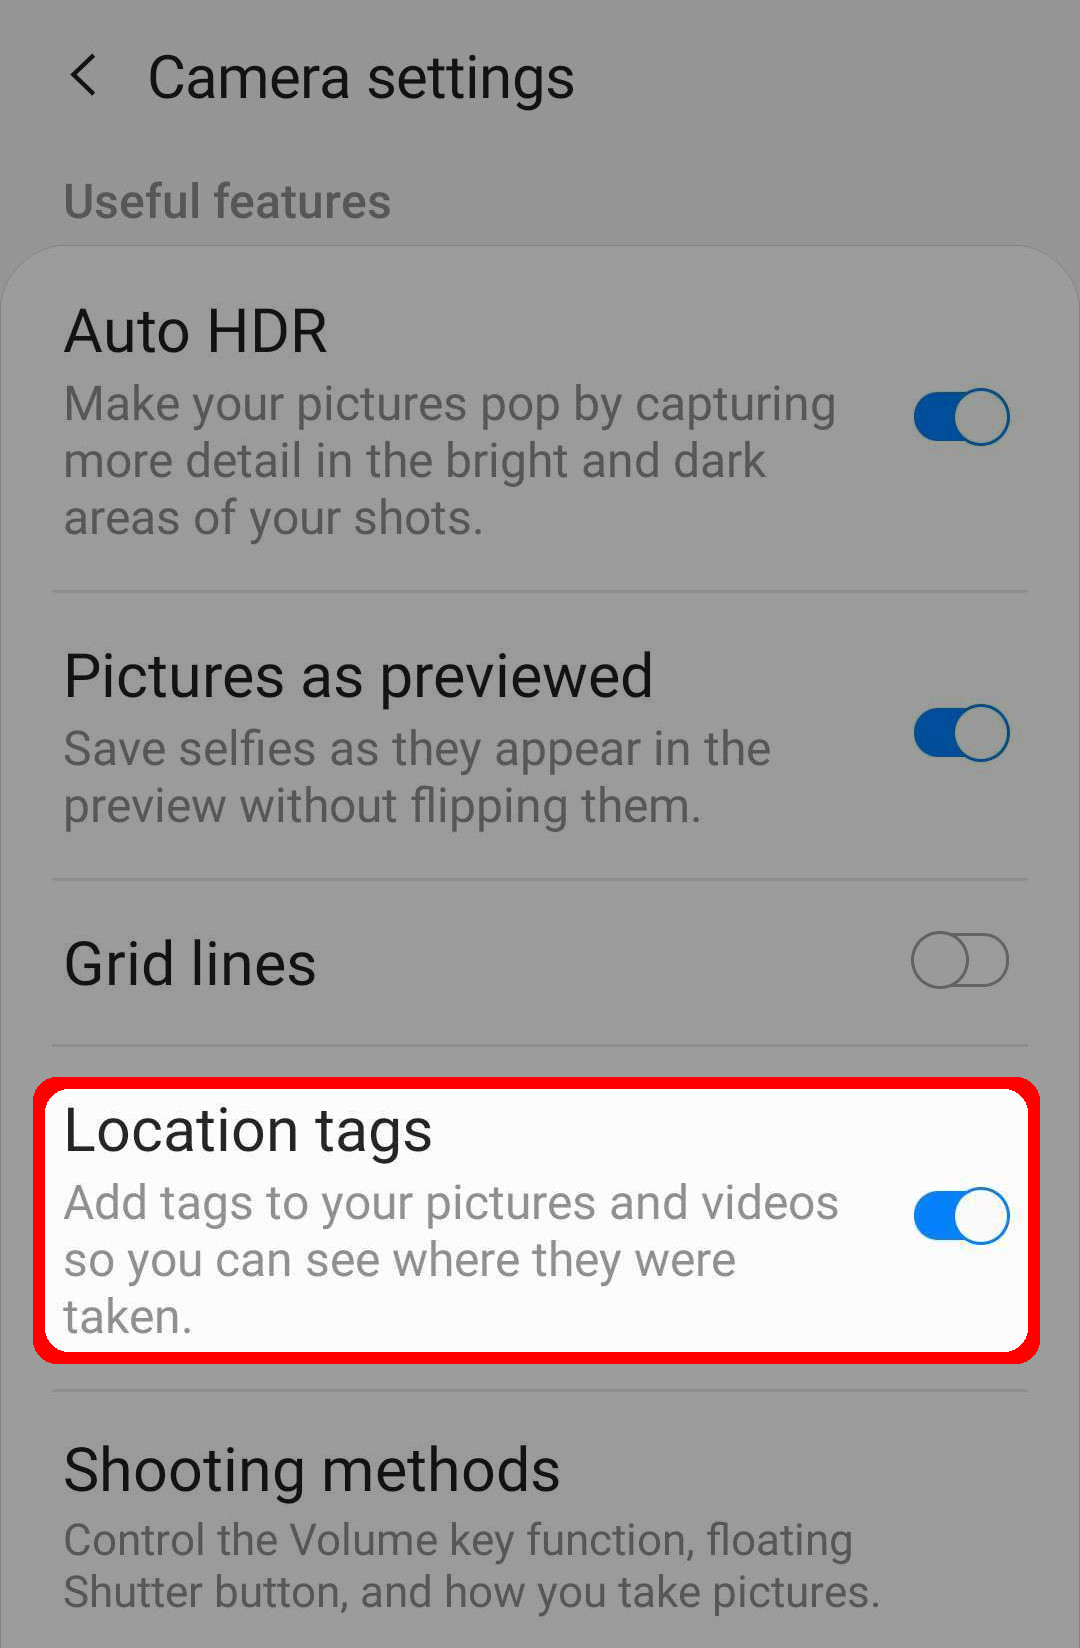 Camera settings
Useful features
Auto HDR
Make your pictures pop by capturing
more detail in the bright and dark
areas of your shots.
Pictures as previewed
Save selfies as they appear in the
preview without flipping them.
Grid lines
Location tags
Add tags to your pictures and videos
so you can see where they were
taken.
Shooting methods
Control the Volume key function, floating
Shutter button, and how you take pictures.